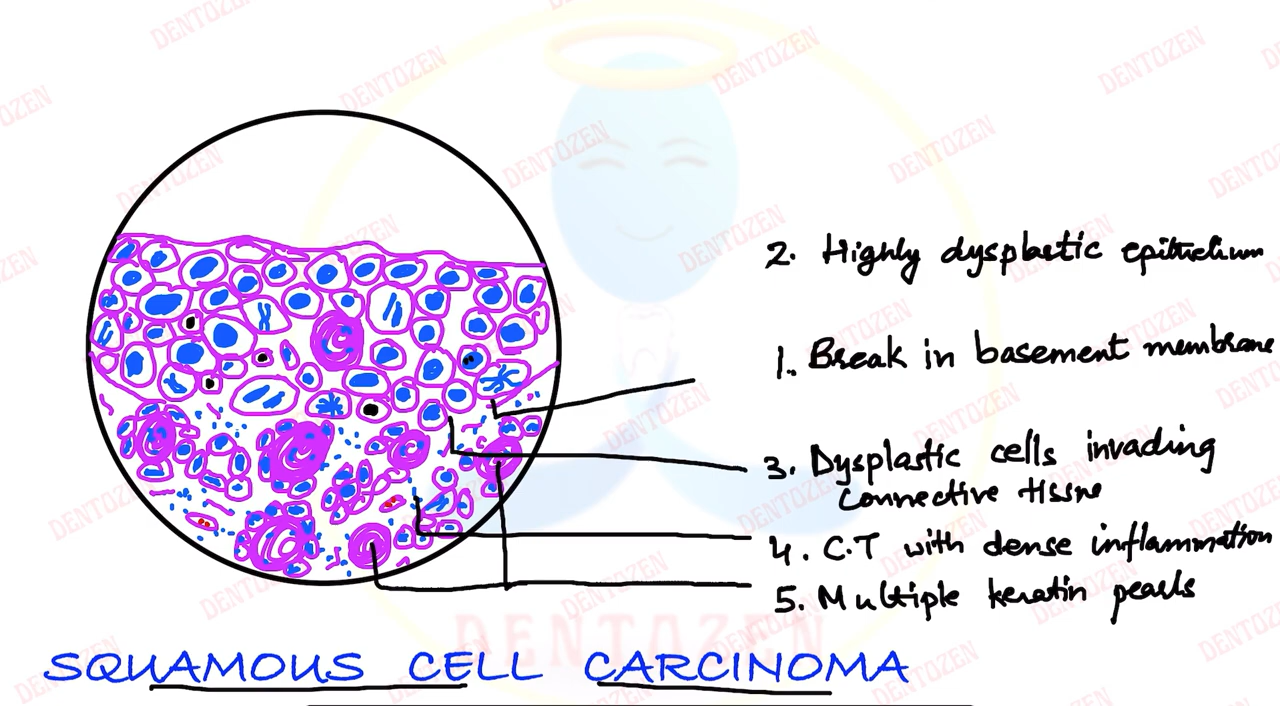 2. Highly dysplastic epithelium
1. Break in basement membrane
3. Dysplastic cells invading
connective tissue
4. C.T with dense inflammation
5. Multiple keratin pearls
DENTOZEN
SQUAMOUS CELL CARCINOMA